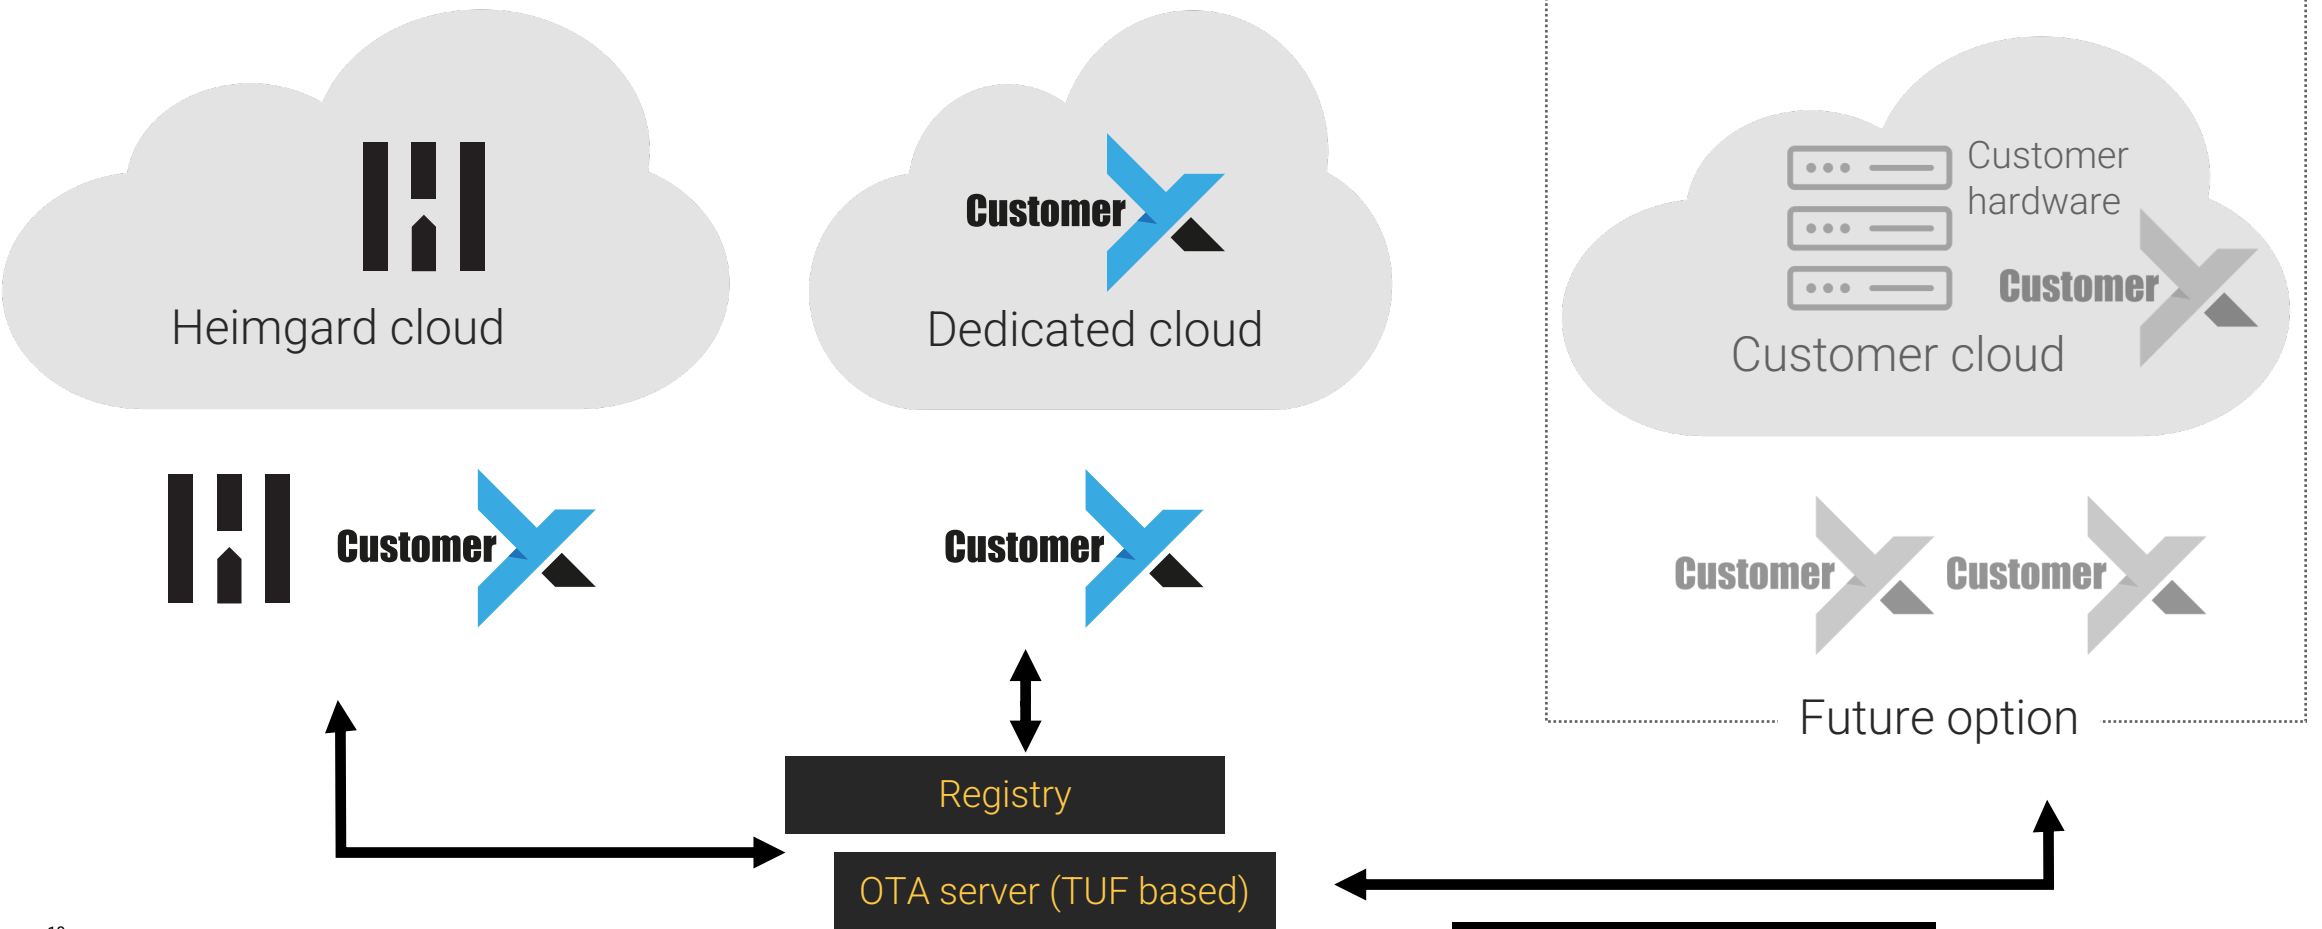 Customer
Heimgard cloud
Customer
Dedicated cloud
Customer
hardware
Customer
Customer cloud
Customer
Customer
Customer
Customer
Future option
Registry
OTA server (TUF based)